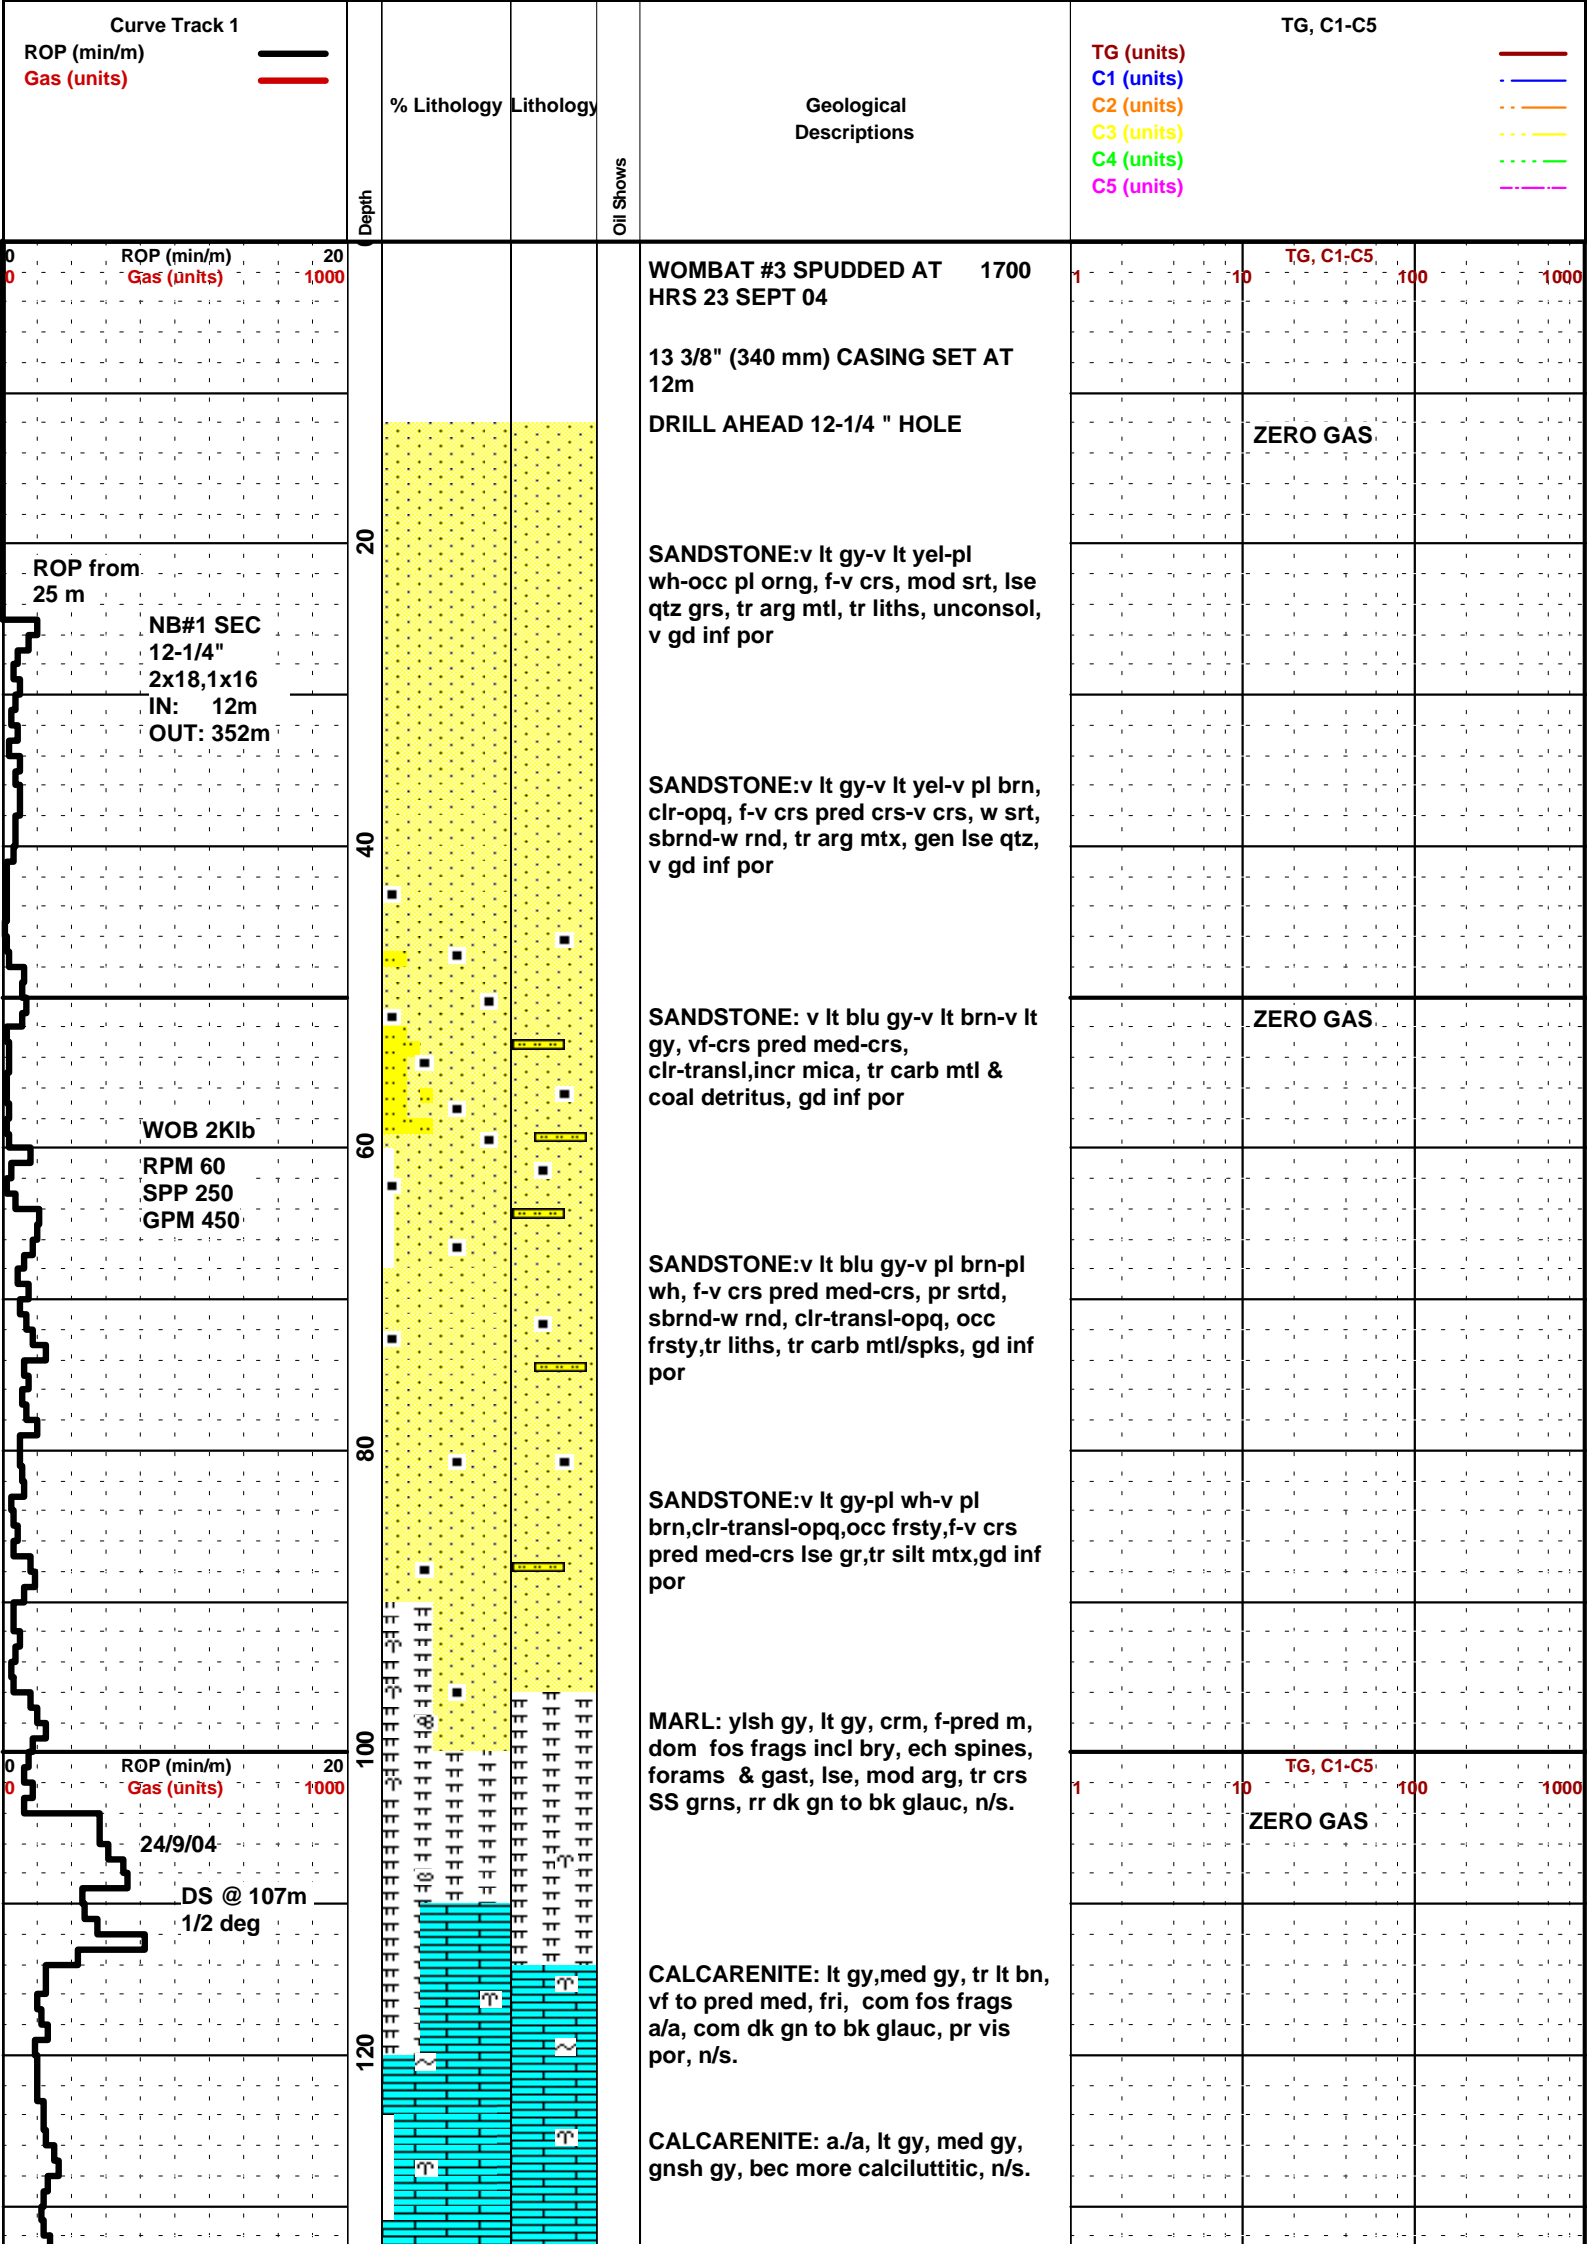 Curve Track 1
ROP (min/m)
Gas (units)
Depth
% Lithology
Lithology
Oil Shows
Geological
Descriptions
TG, C1-C5
TG (units)
C1 (units)
C2 (units)
C3 (units)
C4 (units)
C5 (units)
0 ROP (min/m) 20
0 Gas (units) 1000
TG, C1-C5
1 10 100 1000
WOMBAT #3 SPUDDED AT 1700
HRS 23 SEPT 04
13 3/8" (340 mm) CASING SET AT
12m
DRILL AHEAD 12-1/4 " HOLE
ZERO GAS
20
ROP from
25 m
NB#1 SEC
12-1/4"
2x18,1x16
IN: 12m
OUT: 352m
SANDSTONE:v lt gy-v lt yel-pl
wh-occ pl orng, f-v crs, mod srt, lse
qtz grs, tr arg mtl, tr liths, unconsol,
v gd inf por
SANDSTONE:v lt gy-v lt yel-v pl brn,
clr-opq, f-v crs pred crs-v crs, w srt,
sbrnd-w rnd, tr arg mtx, gen lse qtz,
v gd inf por
40
SANDSTONE: v lt blu gy-v lt brn-v lt
gy, vf-crs pred med-crs,
clr-transl,incr mica, tr carb mtl &
coal detritus, gd inf por
ZERO GAS
WOB 2Klb
RPM 60
SPP 250
GPM 450
60
SANDSTONE:v lt blu gy-v pl brn-pl
wh, f-v crs pred med-crs, pr srtd,
sbrnd-w rnd, clr-transl-opq, occ
frsty,tr liths, tr carb mtl/spks, gd inf
por
80
SANDSTONE:v lt gy-pl wh-v pl
brn,clr-transl-opq,occ frsty,f-v crs
pred med-crs lse gr,tr silt mtx,gd inf
por
MARL: ylsh gy, lt gy, crm, f-pred m,
dom fos frags incl bry, ech spines,
forams & gast, lse, mod arg, tr crs
SS grns, rr dk gn to bk glauc, n/s.
100
0 ROP (min/m) 20
0 Gas (units) 1000
TG, C1-C5
1 10 100 1000
ZERO GAS
24/9/04
DS @ 107m
1/2 deg
CALCARENITE: lt gy,med gy, tr lt bn,
vf to pred med, fri, com fos frags
a/a, com dk gn to bk glauc, pr vis
por, n/s.
120
CALCARENITE: a./a, lt gy, med gy,
gnsh gy, bec more calciluttitic, n/s.